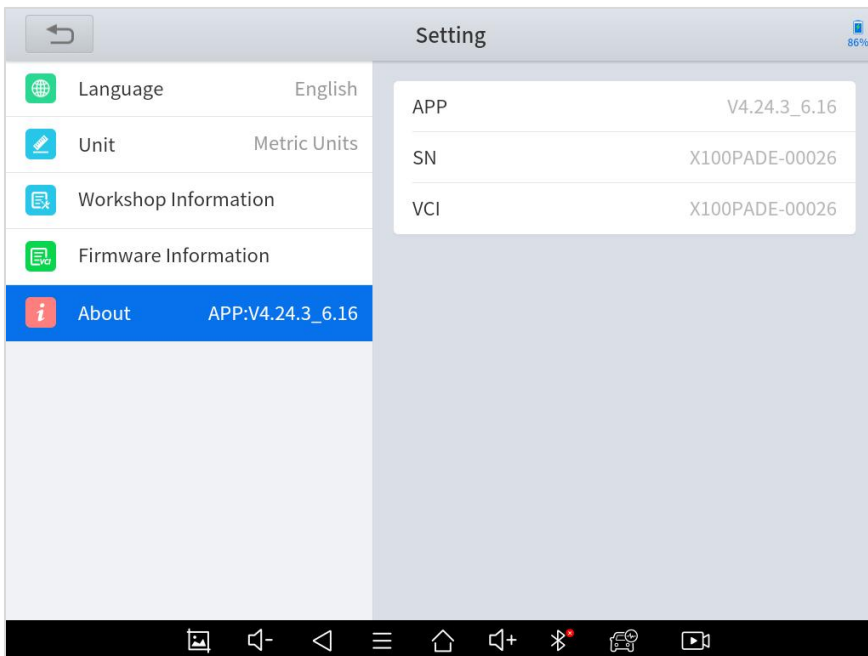 Setting
86%
Language English
Unit Metric Units
Workshop Information
Firmware Information
About APP:V4.24.3_6.16
APP V4.24.3_6.16
SN X100PADE-00026
VCI X100PADE-00026
VCI